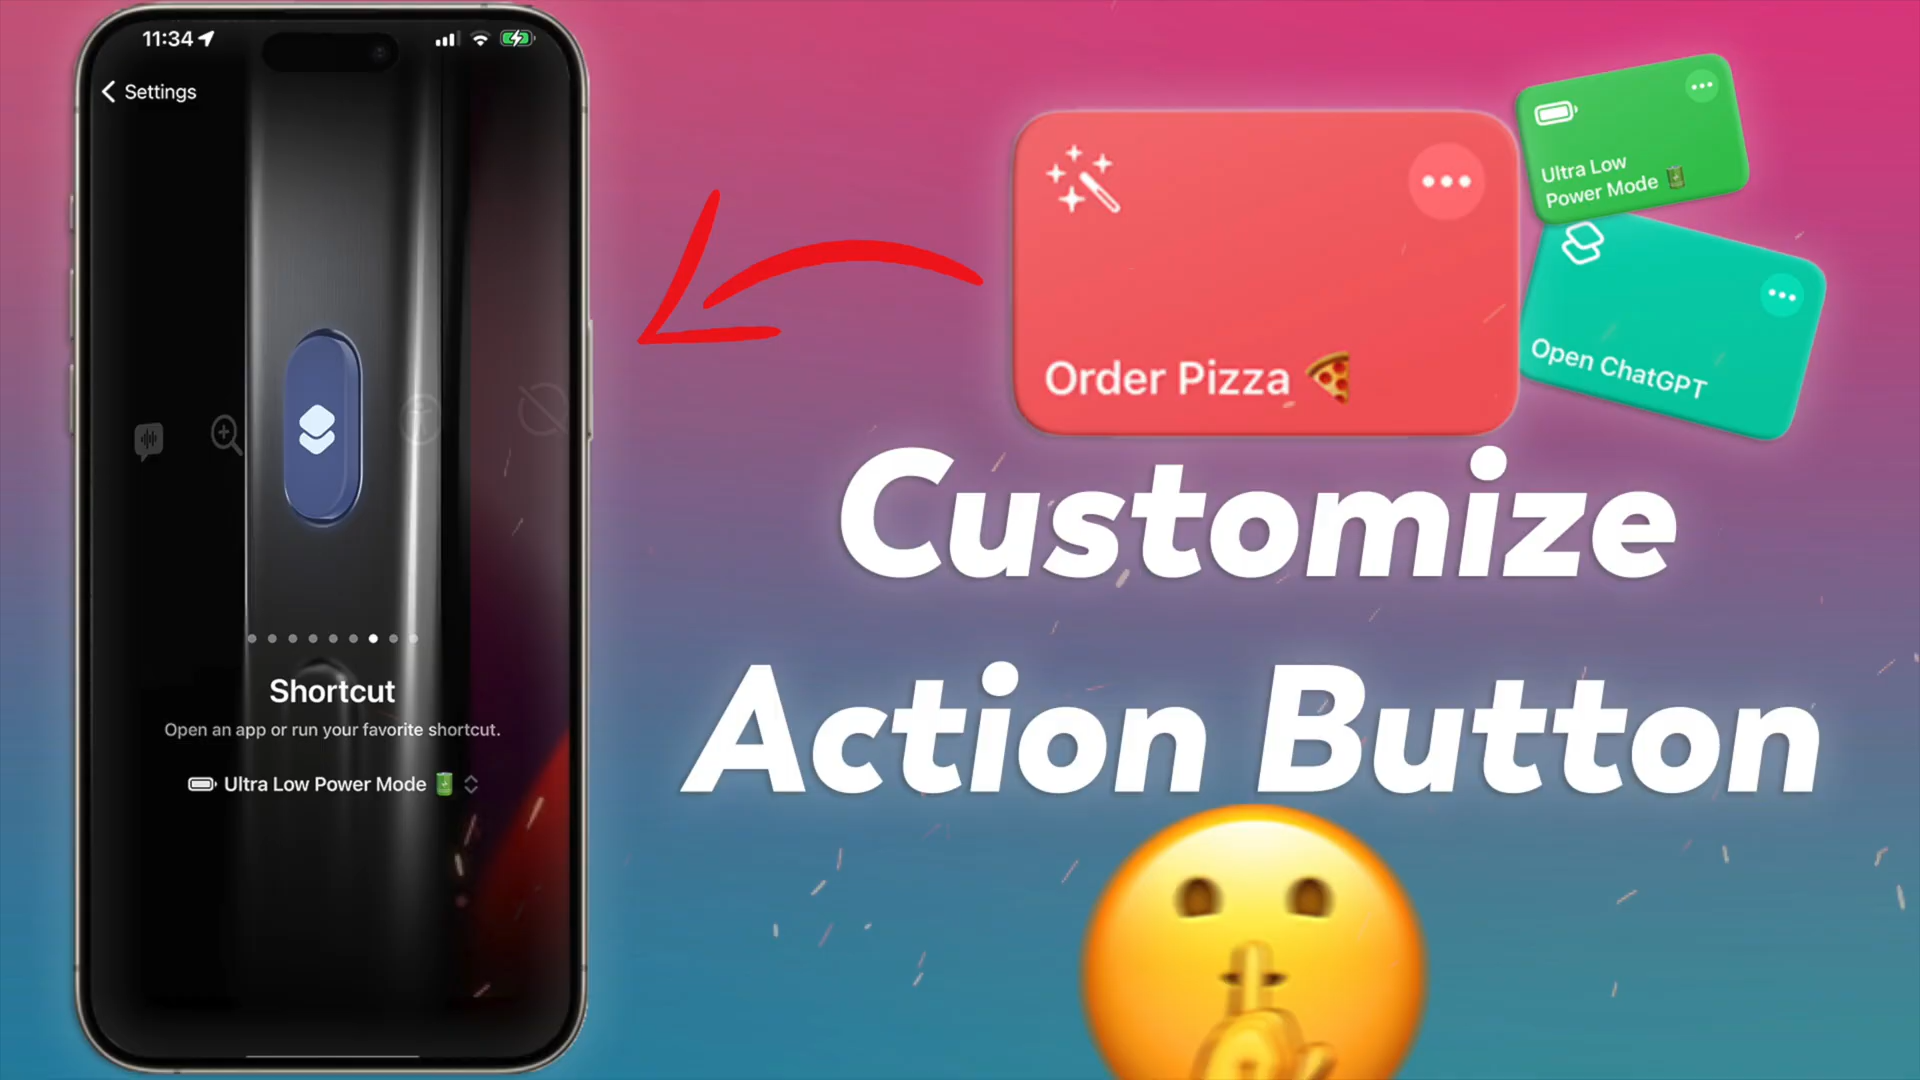 11:34
Settings
Shortcut
Open an app or run your favorite shortcut.
Ultra Low Power Mode
Order Pizza 🍕
Ultra Low
Power Mode
Open ChatGPT
Customize
Action Button